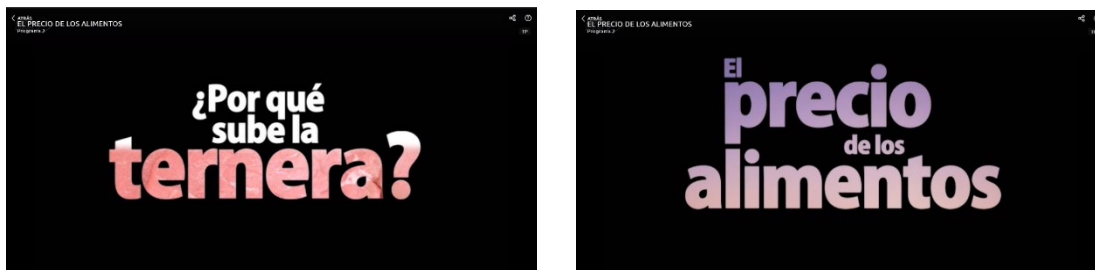 ATRÁS
EL PRECIO DE LOS ALIMENTOS
Programa 2
TP
¿Por qué
sube la
ternera?
ATRÁS
EL PRECIO DE LOS ALIMENTOS
Programa 2
El
precio
de los
alimentos